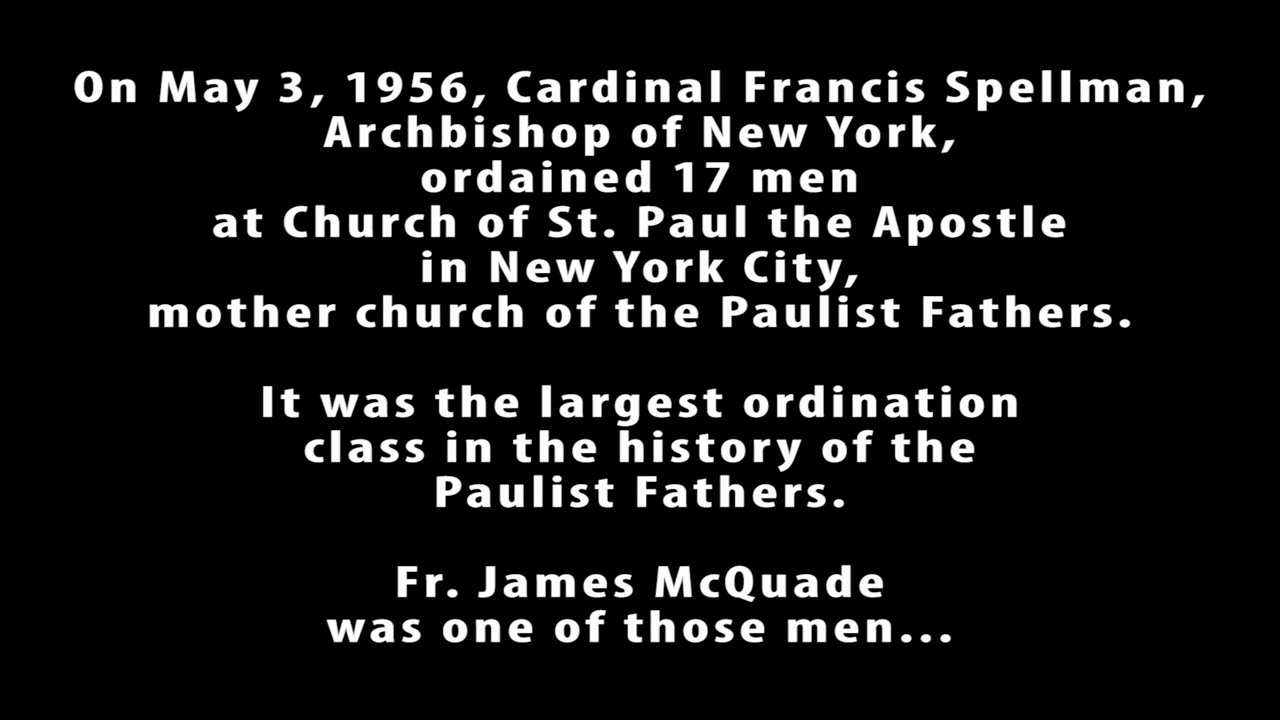 On May 3, 1956, Cardinal Francis Spellman,
Archbishop of New York,
ordained 17 men
at Church of St. Paul the Apostle
in New York City,
mother church of the Paulist Fathers.
It was the largest ordination
class in the history of the
Paulist Fathers.
Fr. James McQuade
was one of those men...